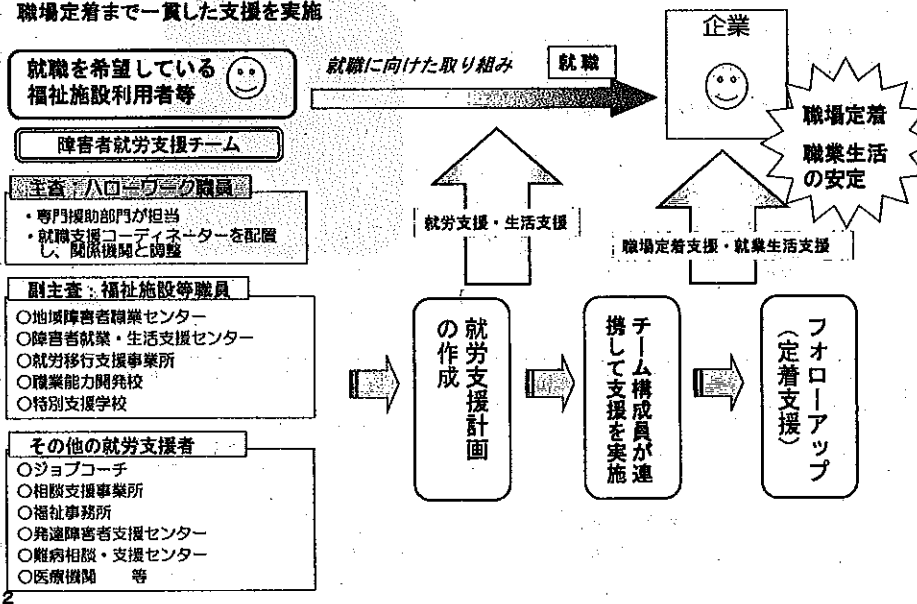 職場定着まで一貫した支援を実施
就職を希望している
福祉施設利用者等
就職に向けた取り組み
就職
企業
職場定着
職業生活
の安定
障害者就労支援チーム
主査:ハローワーク職員
・専門援助部門が担当
・就職支援コーディネーターを配置
し、関係機関と調整
就労支援・生活支援
職場定着支援・就業生活支援
副主査:福祉施設等職員
○地域障害者職業センター
○障害者就業・生活支援センター
○就労移行支援事業所
○職業能力開発校
○特別支援学校
就労支援計画
の作成
チーム構成員が連
携して支援を実施
フォローアップ
(定着支援)
その他の就労支援者
○ジョブコーチ
○相談支援事業所
○福祉事務所
○発達障害者支援センター
○難病相談・支援センター
○医療機関 等
2